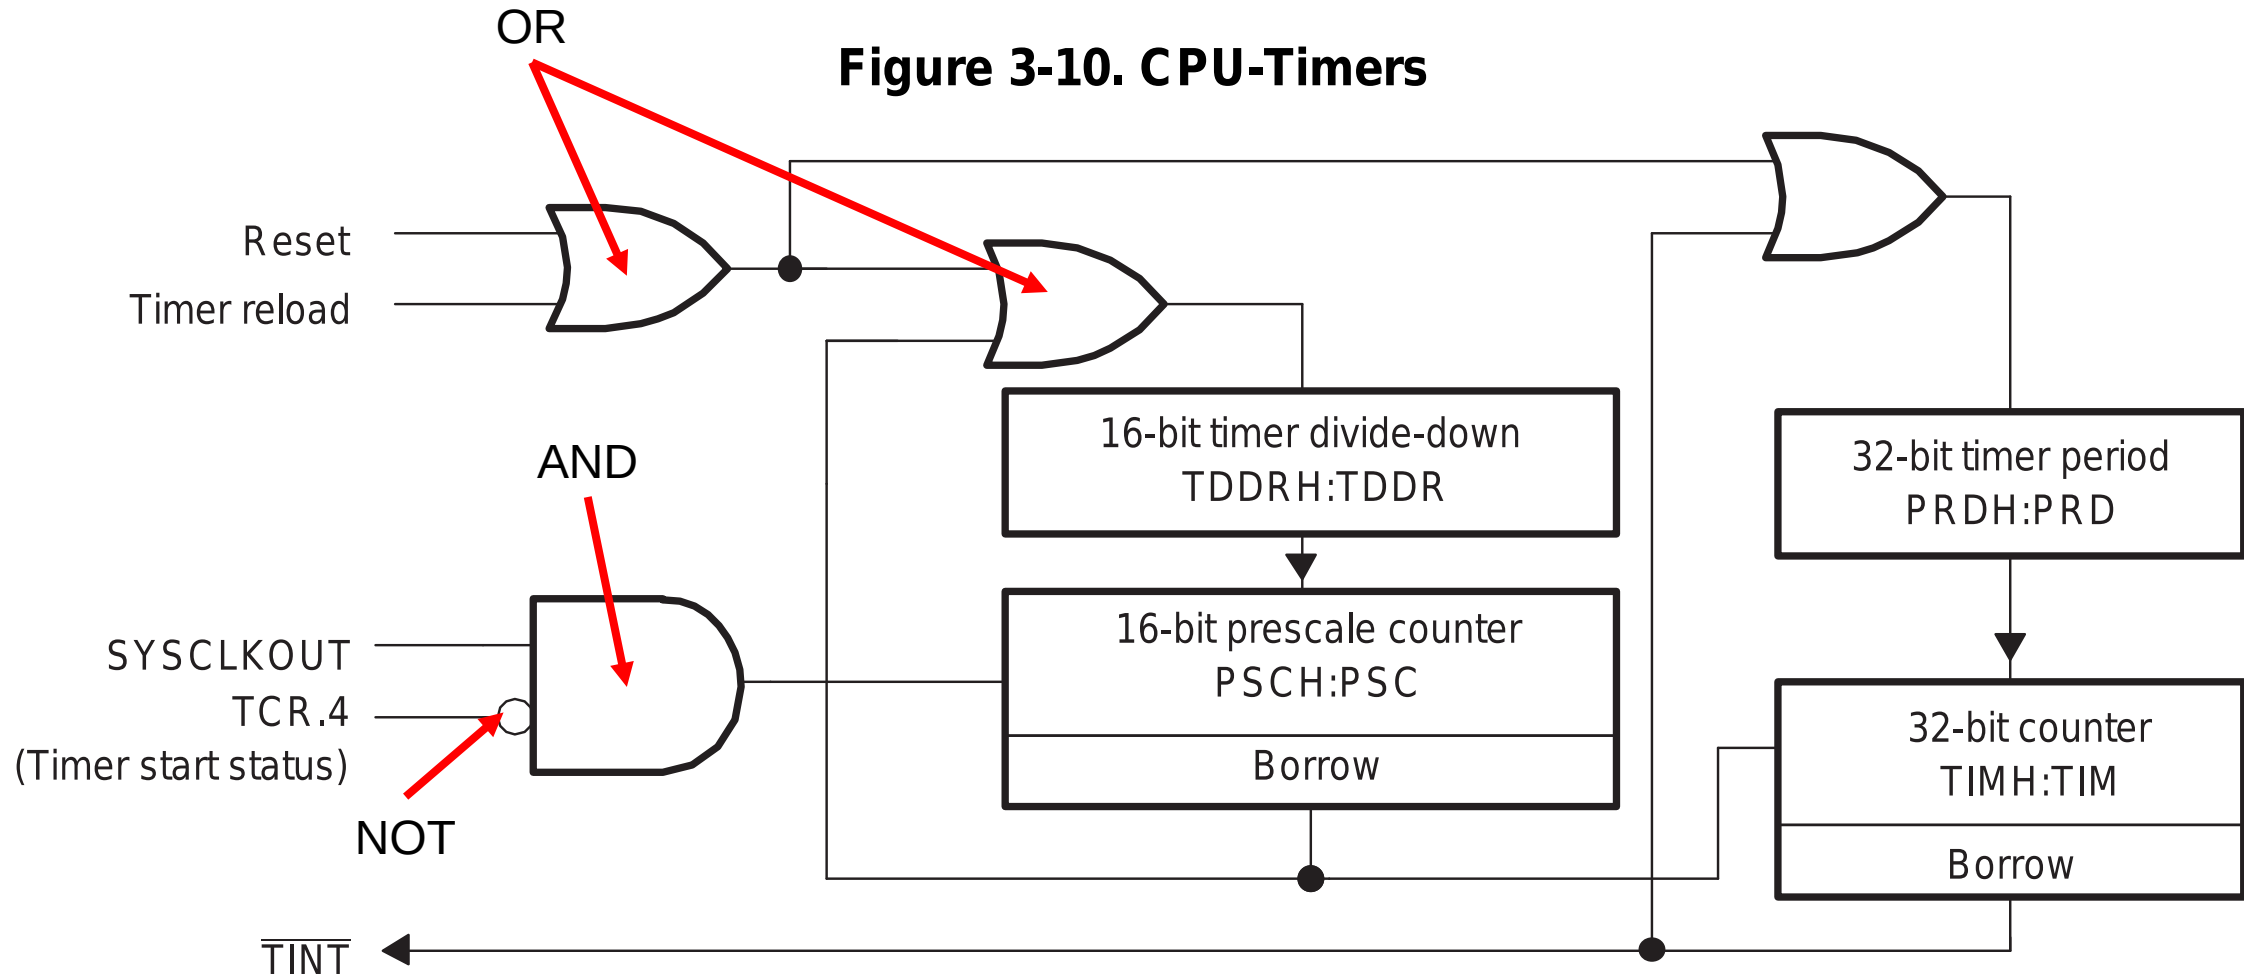 OR
Figure 3-10. CPU-Timers
Reset
Timer reload
16-bit timer divide-down
TDDRH:TDDR
32-bit timer period
PRDH:PRD
AND
SYSCLKOUT
TCR.4
(Timer start status)
NOT
16-bit prescale counter
PSCH:PSC
Borrow
32-bit counter
TIMH:TIM
Borrow
TINT